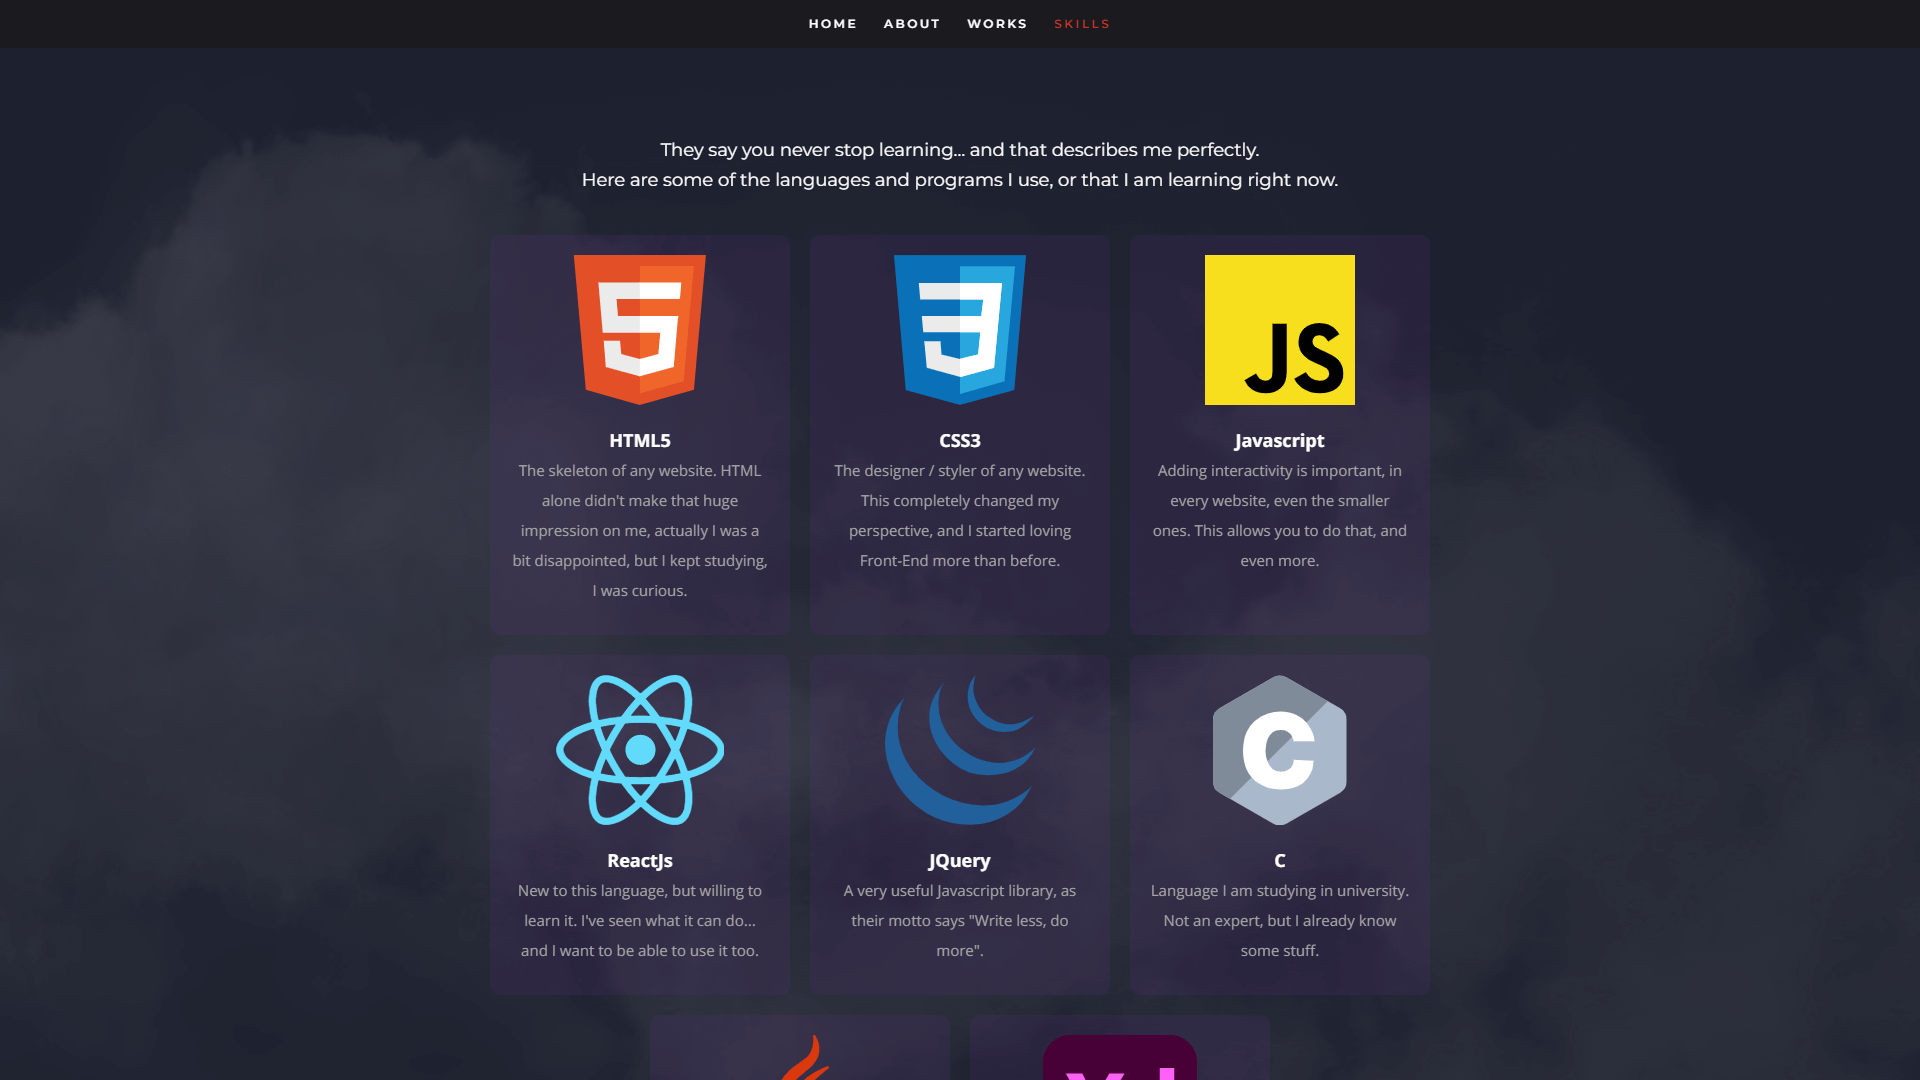 HOME ABOUT WORKS SKILLS
They say you never stop learning... and that describes me perfectly.
Here are some of the languages and programs I use, or that I am learning right now.
HTML5
The skeleton of any website. HTML
alone didn't make that huge
impression on me, actually I was a
bit disappointed, but I kept studying,
I was curious.
CSS3
The designer / styler of any website.
This completely changed my
perspective, and I started loving
Front-End more than before.
JS
Javascript
Adding interactivity is important, in
every website, even the smaller
ones. This allows you to do that, and
even more.
ReactJs
New to this language, but willing to
learn it. I've seen what it can do...
and I want to be able to use it too.
JQuery
A very useful Javascript library, as
their motto says "Write less, do
more".
C
C
Language I am studying in university.
Not an expert, but I already know
some stuff.